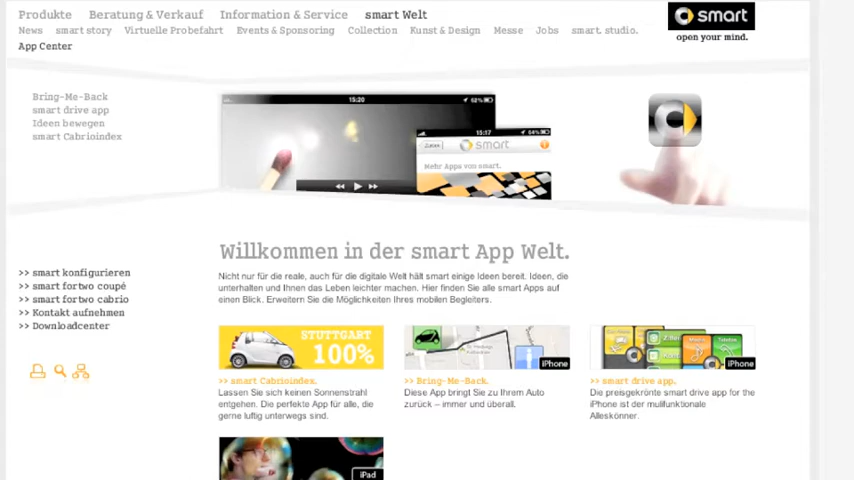 Produkte Beratung & Verkauf Information & Service smart Welt
News smart story Virtuelle Probefahrt Events & Sponsoring Collection Kunst & Design Messe Jobs smart. studio.
App Center
smart
open your mind.
Bring-Me-Back
smart drive app
Ideen bewegen
smart Cabrioindex
15:20 62%
15:17 64%
Zurück smart
Mehr Apps von smart.
Willkommen in der smart App Welt.
Nicht nur für die reale, auch für die digitale Welt hält smart einige Ideen bereit. Ideen, die
unterhalten und Ihnen das Leben leichter machen. Hier finden Sie alle smart Apps auf
einen Blick. Erweitern Sie die Möglichkeiten Ihres mobilen Begleiters.
>> smart konfigurieren
>> smart fortwo coupé
>> smart fortwo cabrio
>> Kontakt aufnehmen
>> Downloadcenter
STUTTGART
100%
>> smart Cabrioindex.
Lassen Sie sich keinen Sonnenstrahl
entgehen. Die perfekte App für alle, die
gerne luftig unterwegs sind.
iPhone
>> Bring-Me-Back.
Diese App bringt Sie zu Ihrem Auto
zurück – immer und überall.
iPhone
>> smart drive app.
Die preisgekrönte smart drive app for the
iPhone ist der mulifunktionale
Alleskönner.
iPad